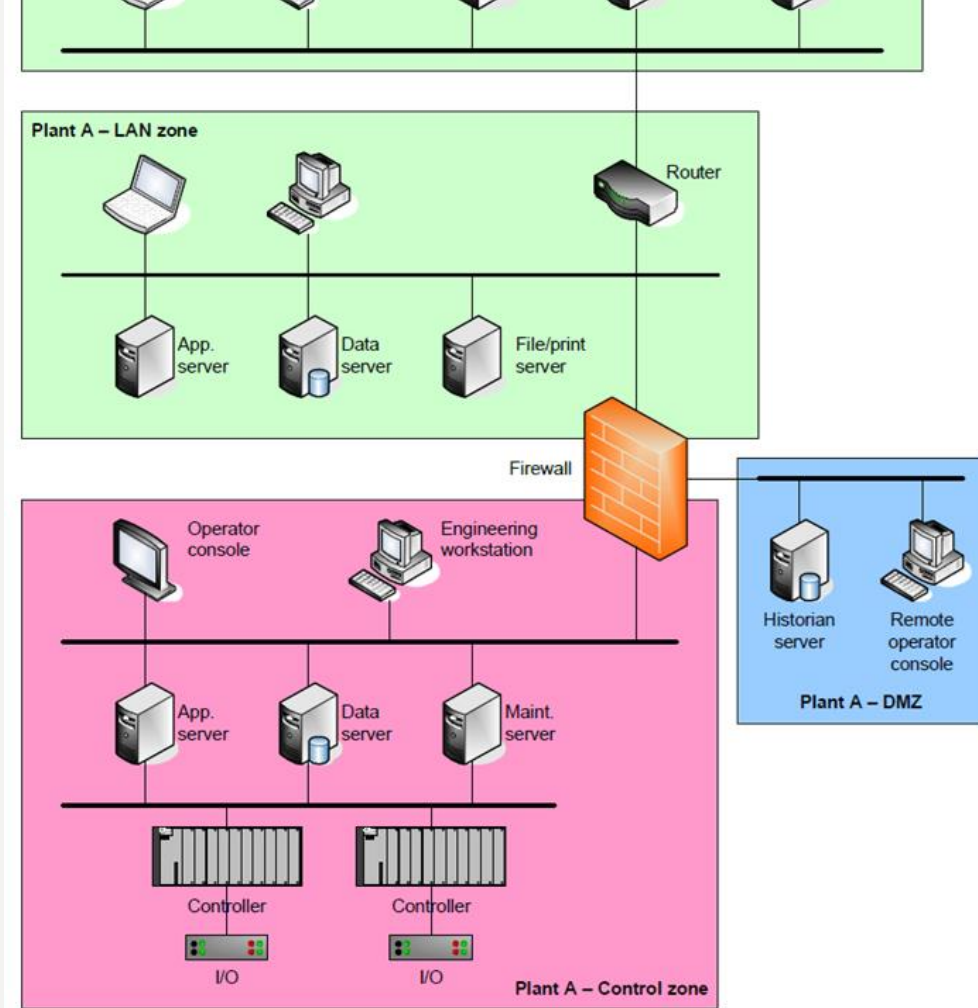 Plant A – LAN zone
Router
App.
server
Data
server
File/print
server
Firewall
Operator
console
Engineering
workstation
Historian
server
Remote
operator
console
Plant A – DMZ
App.
server
Data
server
Maint.
server
Controller
Controller
I/O
I/O
Plant A – Control zone